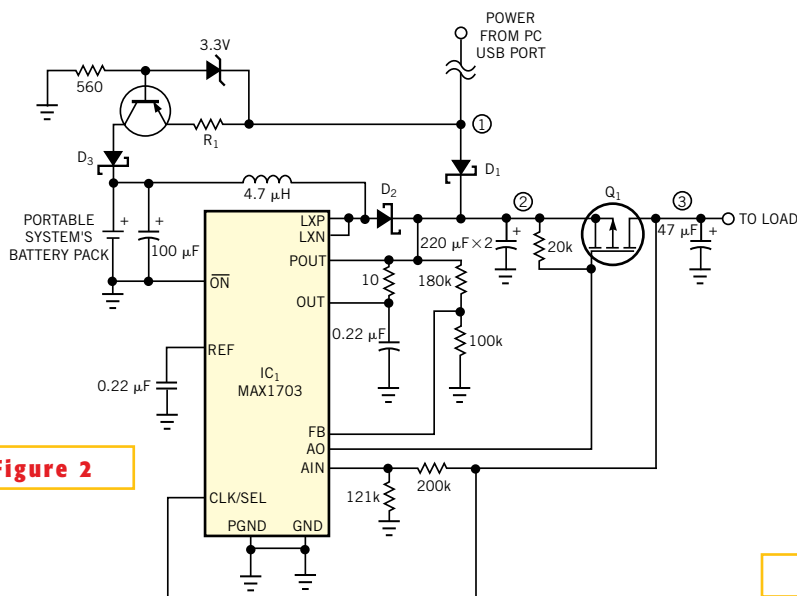 POWER
FROM PC
USB PORT
3.3V
560
R1
1
D3
D1
4.7 µH
D2
2
Q1
3
TO LOAD
PORTABLE
SYSTEM'S
BATTERY PACK
+
+
100 µF
LXP
LXN
POUT
220 µF×2
+
20k
47 µF
+
ON
10
180k
OUT
0.22 µF
100k
REF
0.22 µF
IC1
MAX1703
FB
AO
AIN
200k
121k
igure 2
CLK/SEL
PGND
GND